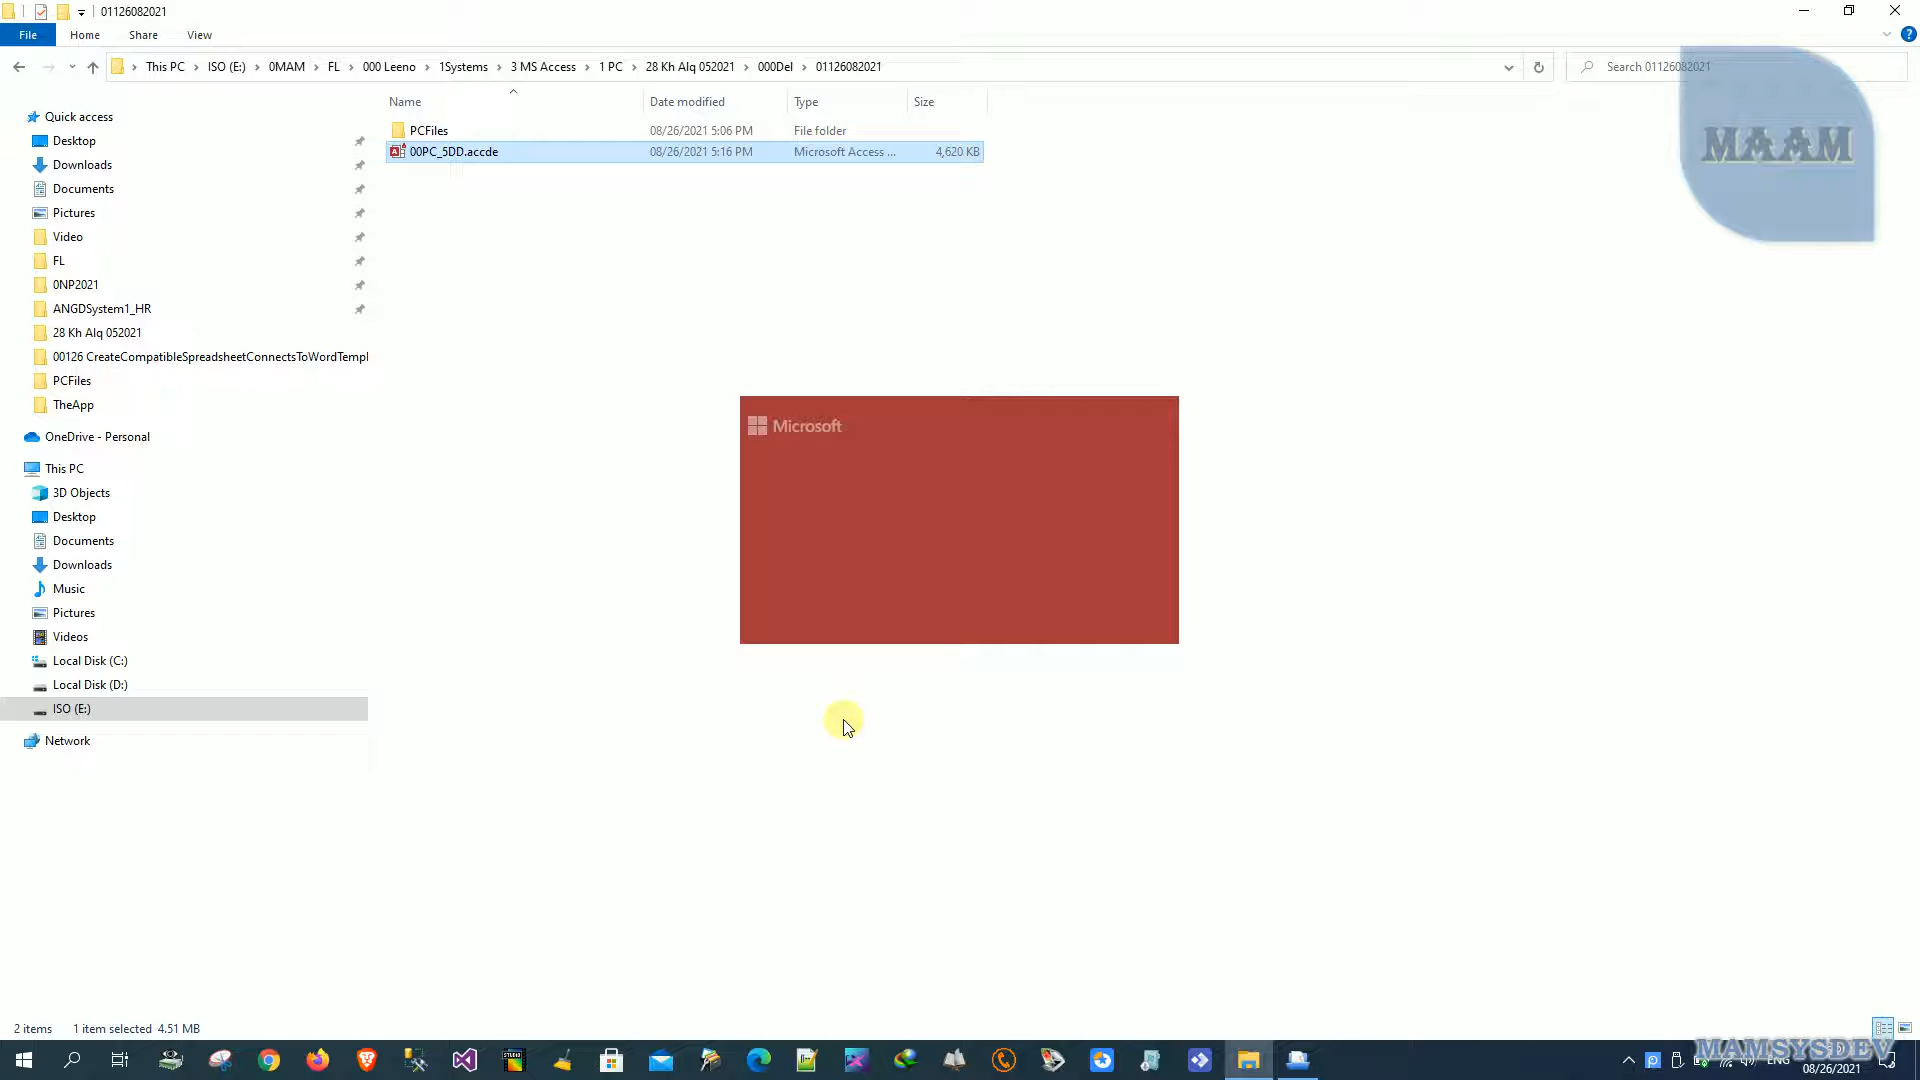 01126082021
File Home Share View
This PC ISO (E:) 0MAM FL 000 Leeno 1Systems 3 MS Access 1 PC 28 Kh Alq 052021 000Del 01126082021
Search 01126082021
MAAM
Name Date modified Type Size
PCFiles 08/26/2021 5:06 PM File folder
00PC_5DD.accde 08/26/2021 5:16 PM Microsoft Access ... 4,620 KB
Quick access
Desktop
Downloads
Documents
Pictures
Video
FL
0NP2021
ANGDSystem1_HR
28 Kh Alq 052021
00126 CreateCompatibleSpreadsheetConnectsToWordTempl
PCFiles
TheApp
OneDrive - Personal
This PC
3D Objects
Desktop
Documents
Downloads
Music
Pictures
Videos
Local Disk (C:)
Local Disk (D:)
ISO (E:)
Network
Microsoft
2 items 1 item selected 4.51 MB
STUDIO
ENG
MAMSYSDEV
08/26/2021